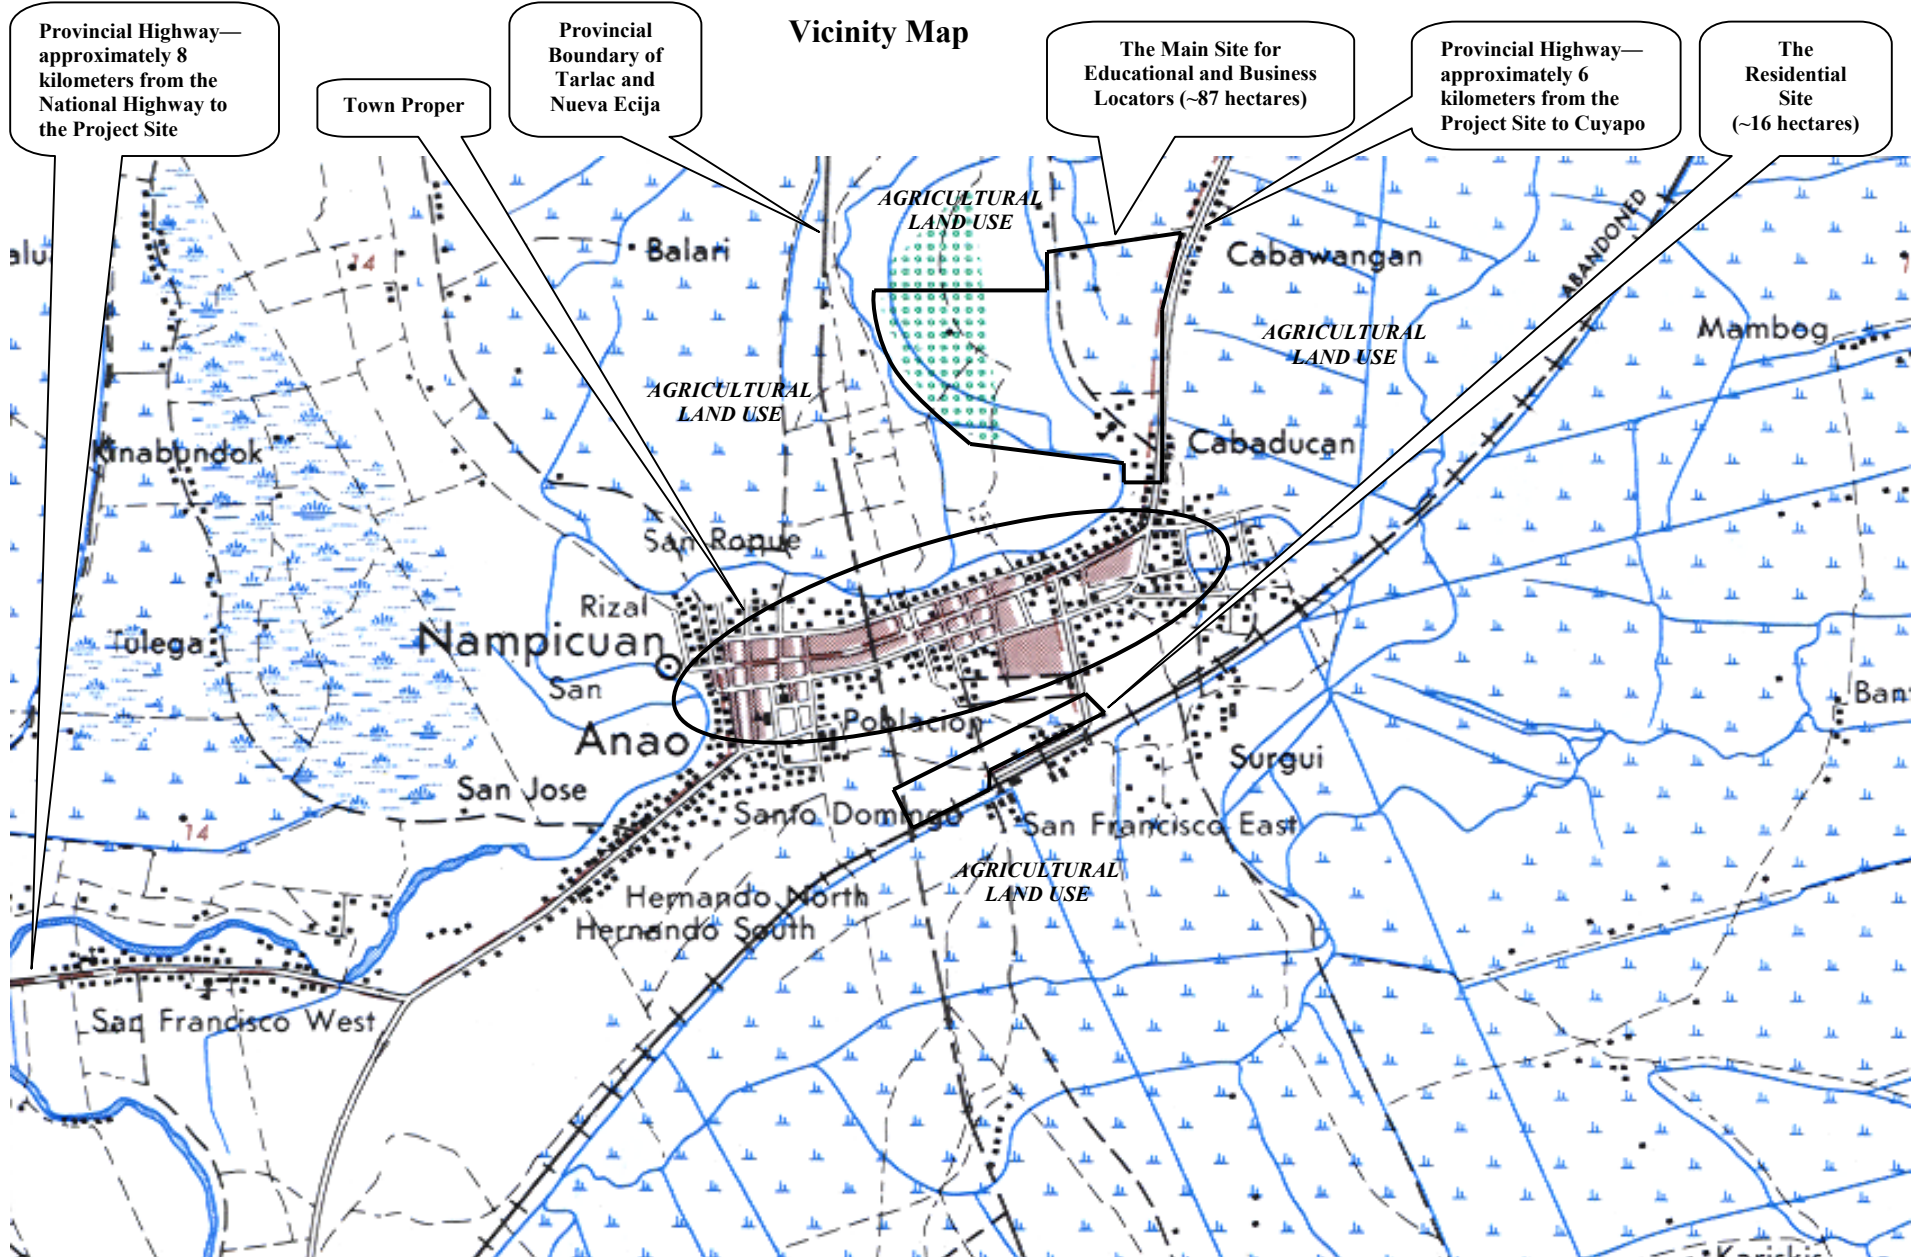 Vicinity Map
Provincial Highway—
approximately 8
kilometers from the
National Highway to
the Project Site
Town Proper
Provincial
Boundary of
Tarlac and
Nueva Ecija
The Main Site for
Educational and Business
Locators (~87 hectares)
Provincial Highway—
approximately 6
kilometers from the
Project Site to Cuyapo
The
Residential
Site
(~16 hectares)
AGRICULTURAL
LAND USE
ABANDONED
Balari
Cabawangan
14
AGRICULTURAL
LAND USE
Mambog
AGRICULTURAL
LAND USE
Kinabundok
Cabaducan
San Roque
Rizal
Nampicuan
Tulega
San
Anao
Poblacion
Surgui
San Jose
Santo Domingo
San Francisco East
14
AGRICULTURAL
LAND USE
Hernando North
Hernando South
San Francisco West